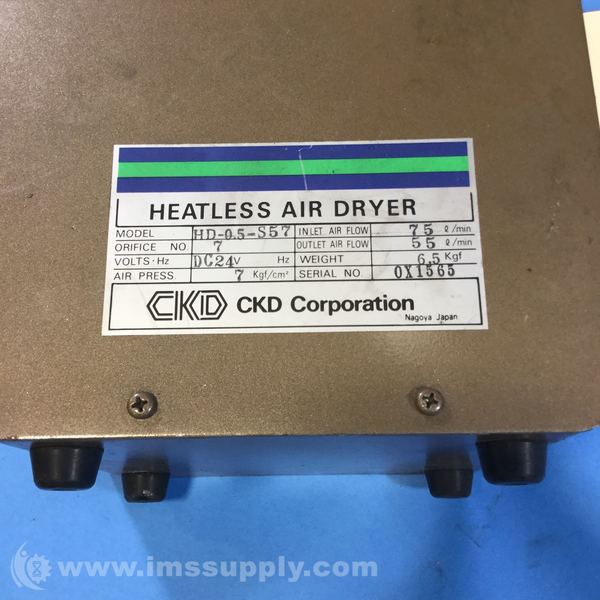 HEATLESS AIR DRYER
MODEL HD-0.5-S57 INLET AIR FLOW 75 ℓ/min
ORIFICE NO. 7 OUTLET AIR FLOW 55 ℓ/min
VOLTS·Hz DC24V Hz WEIGHT 6.5 Kgf
AIR PRESS. 7 Kgf/cm² SERIAL NO. 0X1565
CKD CKD Corporation
Nagoya Japan
www.imssupply.com